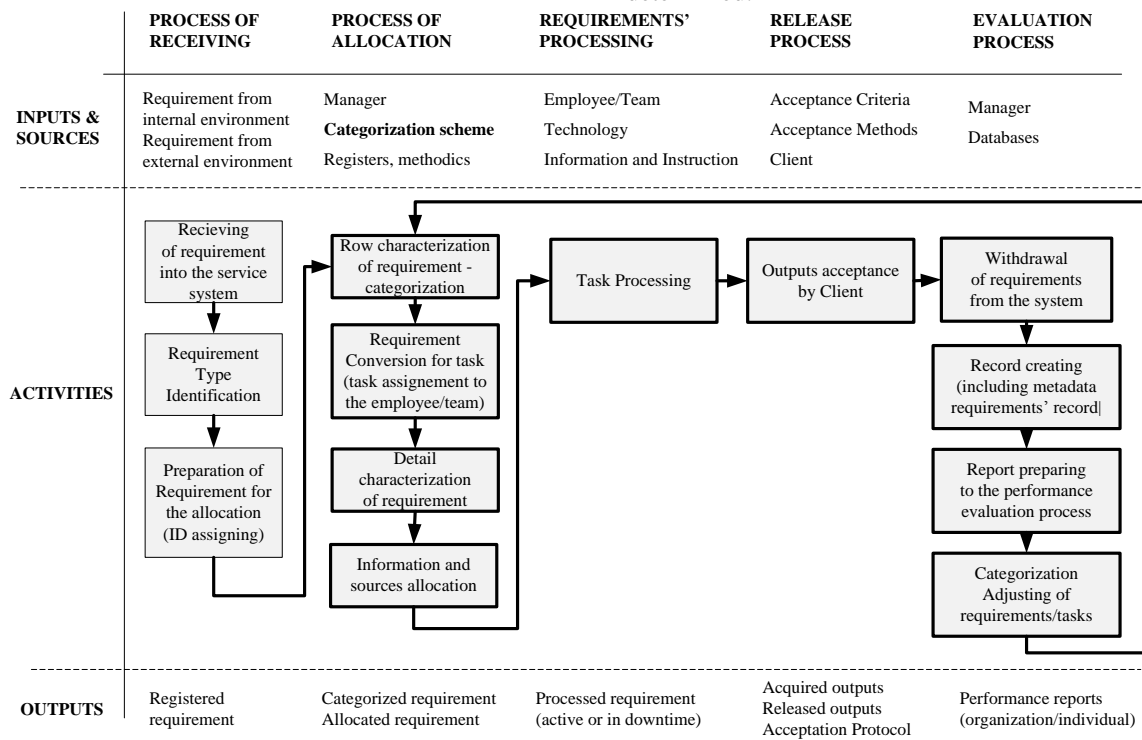 PROCESS OF
RECEIVING
PROCESS OF
ALLOCATION
REQUIREMENTS’
PROCESSING
RELEASE
PROCESS
EVALUATION
PROCESS
INPUTS &
SOURCES
Requirement from
internal environment
Requirement from
external environment
Manager
Categorization scheme
Registers, methodics
Employee/Team
Technology
Information and Instruction
Acceptance Criteria
Acceptance Methods
Client
Manager
Databases
ACTIVITIES
Recieving
of requirement
into the service
system
Requirement
Type
Identification
Preparation of
Requirement for
the allocation
(ID assigning)
Row characterization
of requirement -
categorization
Requirement
Conversion for task
(task assignement to
the employee/team)
Detail
characterization
of requirement
Information and
sources allocation
Task Processing
Outputs acceptance
by Client
Withdrawal
of requirements
from the system
Record creating
(including metadada
requirements’ record|
Report preparing
to the performance
evaluation process
Categorization
Adjusting of
requirements/tasks
OUTPUTS
Registered
requirement
Categorized requirement
Allocated requirement
Processed requirement
(active or in downtime)
Acquired outputs
Released outputs
Acceptation Protocol
Performance reports
(organization/individual)